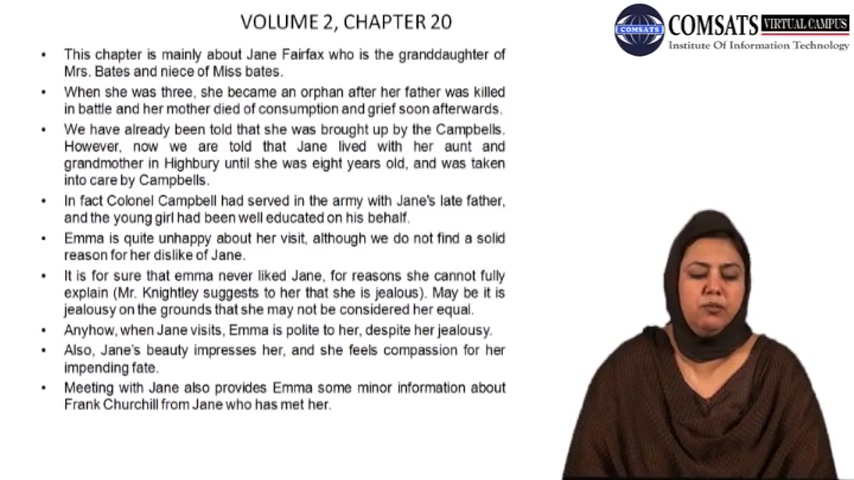 VOLUME 2, CHAPTER 20
COMSATS
COMSATS VIRTUAL CAMPUS
Institute Of Information Technology
• This chapter is mainly about Jane Fairfax who is the granddaughter of
Mrs. Bates and niece of Miss bates.
• When she was three, she became an orphan after her father was killed
in battle and her mother died of consumption and grief soon afterwards.
• We have already been told that she was brought up by the Campbells.
However, now we are told that Jane lived with her aunt and
grandmother in Highbury until she was eight years old, and was taken
into care by Campbells.
• In fact Colonel Campbell had served in the army with Jane's late father,
and the young girl had been well educated on his behalf.
• Emma is quite unhappy about her visit, although we do not find a solid
reason for her dislike of Jane.
• It is for sure that emma never liked Jane, for reasons she cannot fully
explain (Mr. Knightley suggests to her that she is jealous). May be it is
jealousy on the grounds that she may not be considered her equal.
• Anyhow, when Jane visits, Emma is polite to her, despite her jealousy.
• Also, Jane's beauty impresses her, and she feels compassion for her
impending fate.
• Meeting with Jane also provides Emma some minor information about
Frank Churchill from Jane who has met her.